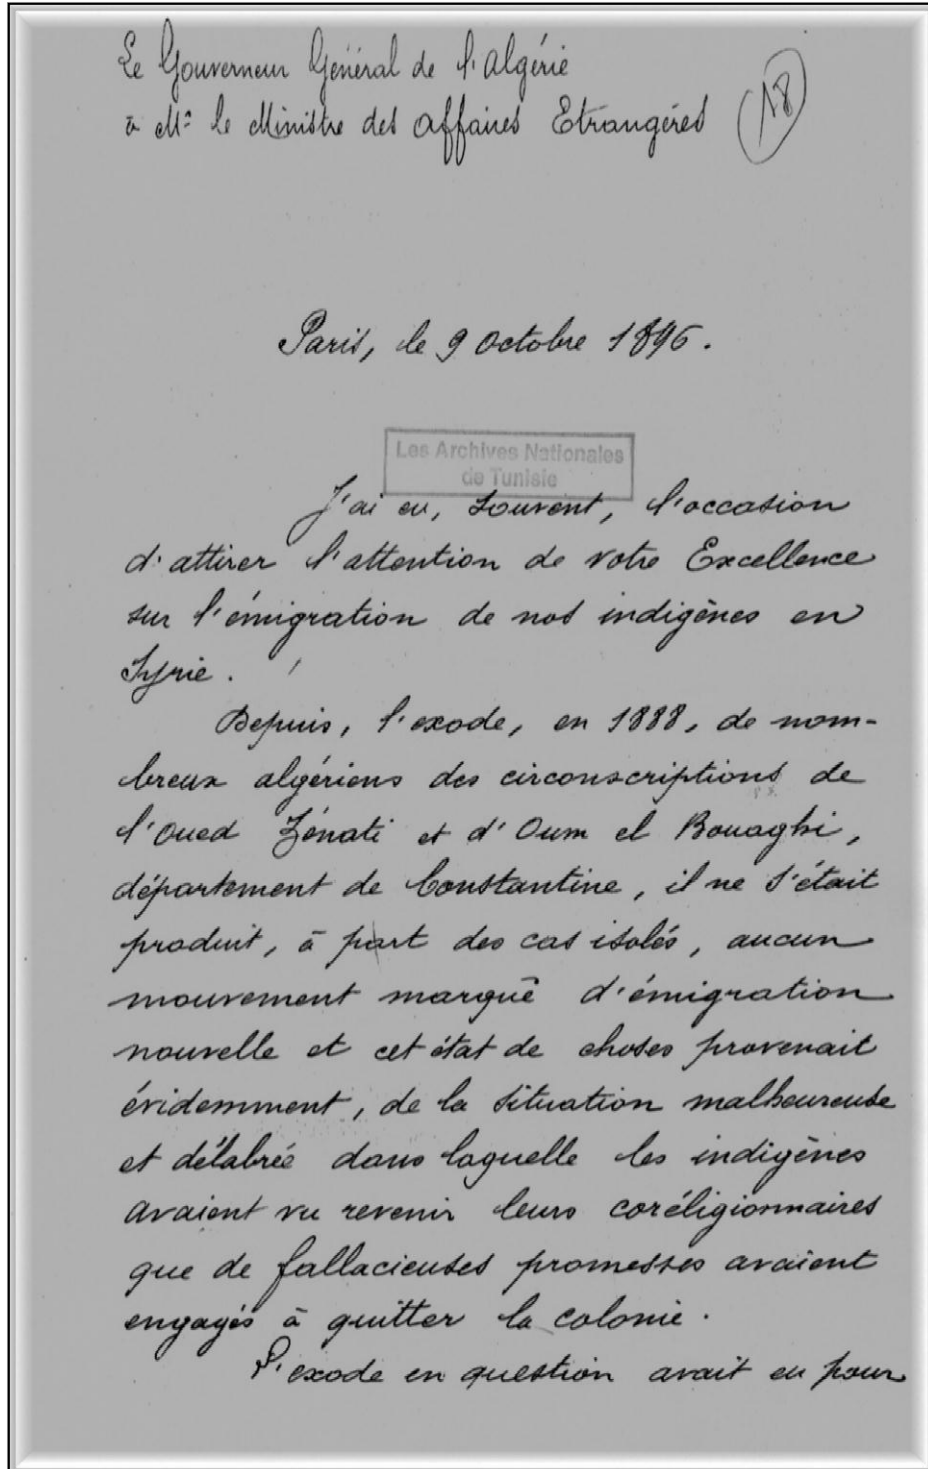 Le Gouverneur Général de l'Algérie
à Mr le Ministre des Affaires Etrangères
18
Paris, le 9 octobre 1896.
Les Archives Nationales
de Tunisie
J'ai eu, souvent, l'occasion
d'attirer l'attention de votre Excellence
sur l'émigration de nos indigènes en
Syrie.
Depuis, l'exode, en 1888, de nom-
breux algériens des circonscriptions de
l'oued Zénati et d'Oum el Bouaghi,
département de Constantine, il ne s'était
produit, à part des cas isolés, aucun
mouvement marqué d'émigration
nouvelle et cet état de choses provenait
évidemment, de la situation malheureuse
et délabrée dans laquelle les indigènes
avaient vu revenir leurs coréligionnaires
que de fallacieuses promesses avaient
engagés à quitter la colonie.
L'exode en question avait eu pour